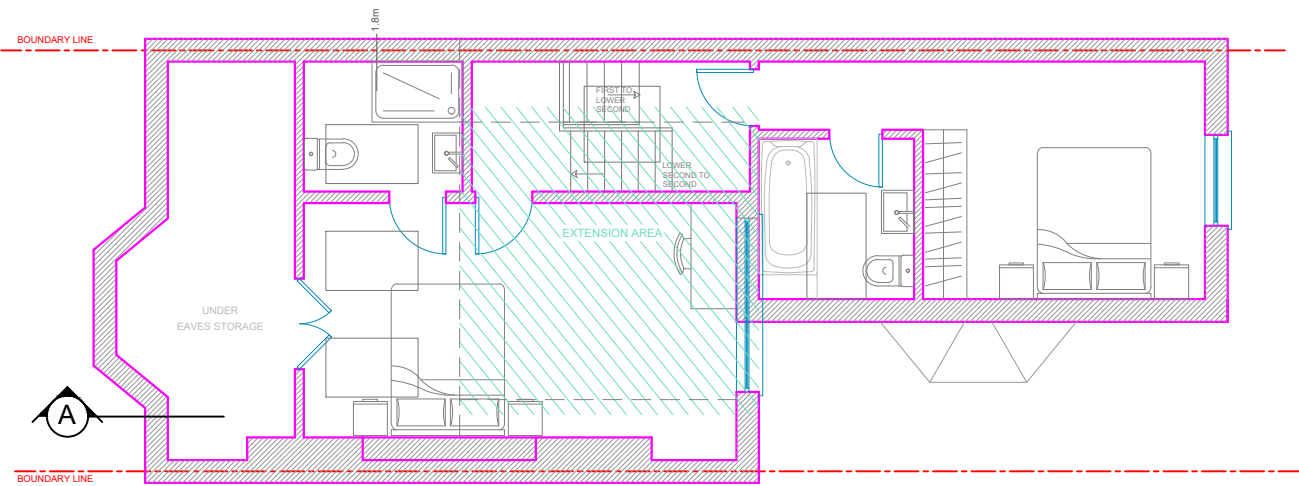 1.8m
BOUNDARY LINE
FIRST TO
LOWER
SECOND
LOWER
SECOND TO
SECOND
EXTENSION AREA
UNDER
EAVES STORAGE
A
BOUNDARY LINE